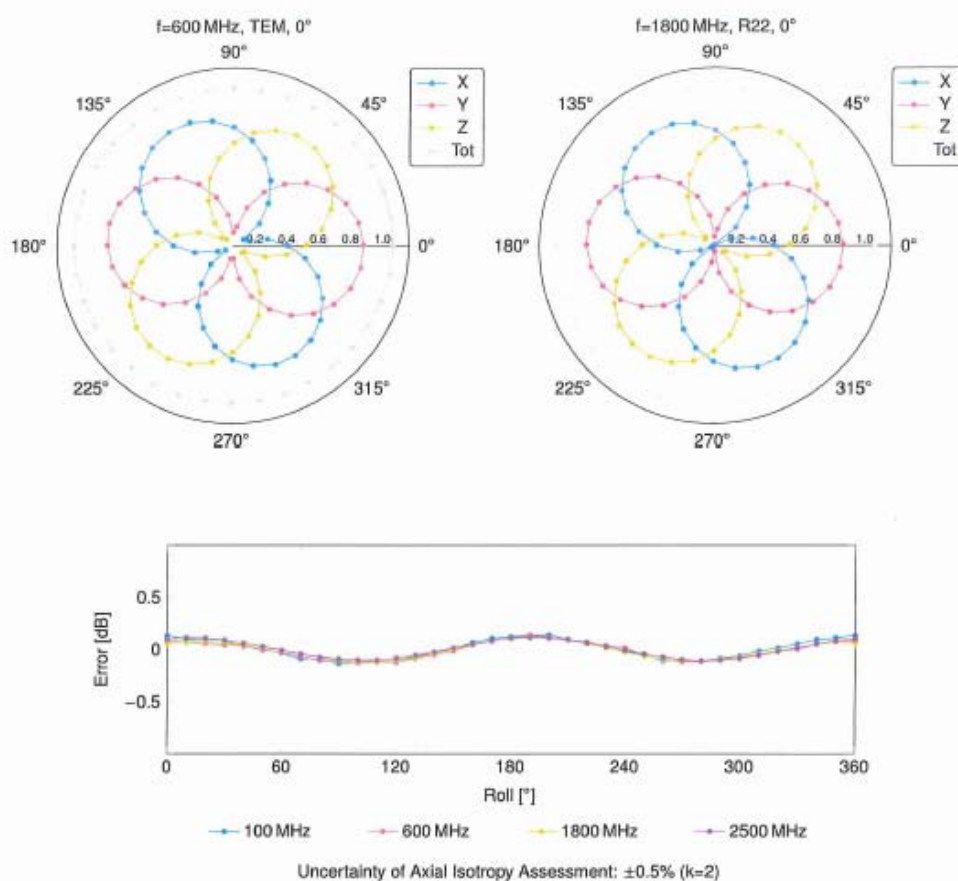 f=600 MHz, TEM, 0°
90°
135°
45°
X
Y
Z
Tot
180°
0.2 0.4 0.6 0.8 1.0
0°
225°
315°
270°
f=1800 MHz, R22, 0°
90°
135°
45°
X
Y
Z
Tot
180°
0.2 0.4 0.6 0.8 1.0
0°
225°
315°
270°
Error [dB]
0.5
0
−0.5
0 60 120 180 240 300 360
Roll [°]
100 MHz 600 MHz 1800 MHz 2500 MHz
Uncertainty of Axial Isotropy Assessment: ±0.5% (k=2)